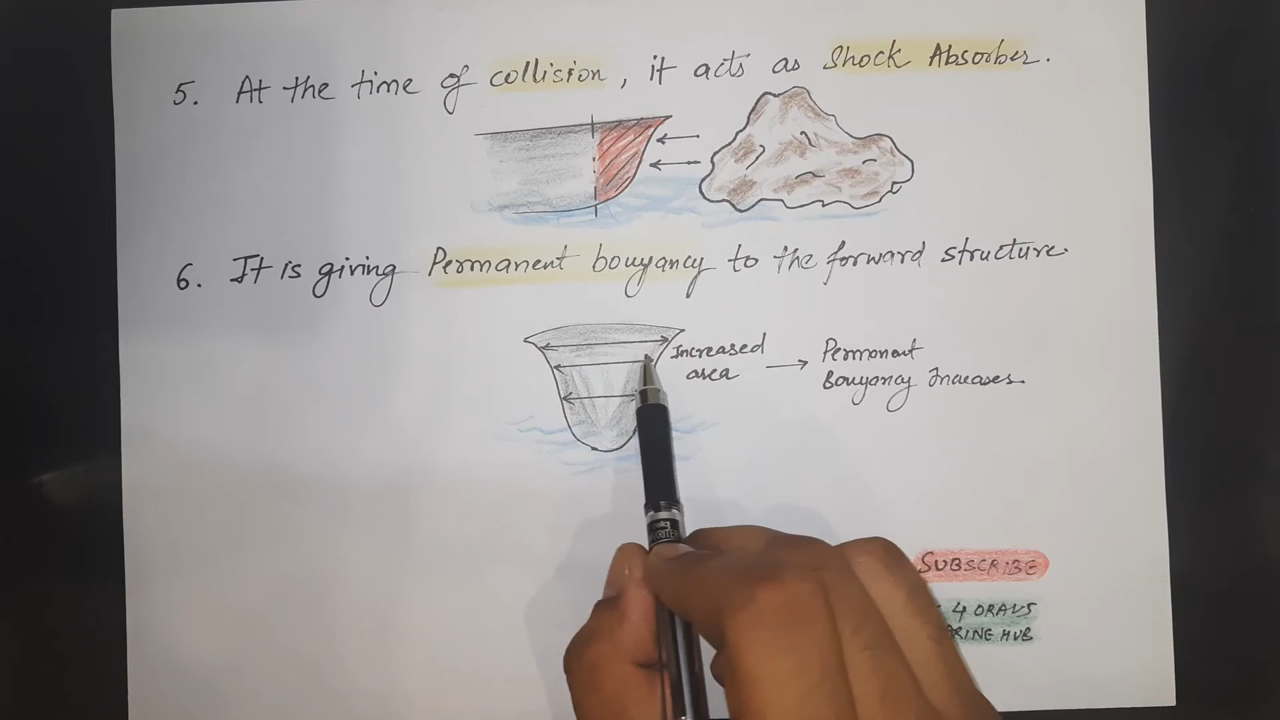 5. At the time of collision, it acts as Shock Absorber.
6. It is giving Permanent bouyancy to the forward structure.
Increased area → Permanent Bouyancy Increases.
SUBSCRIBE
4 ORALS
HUB